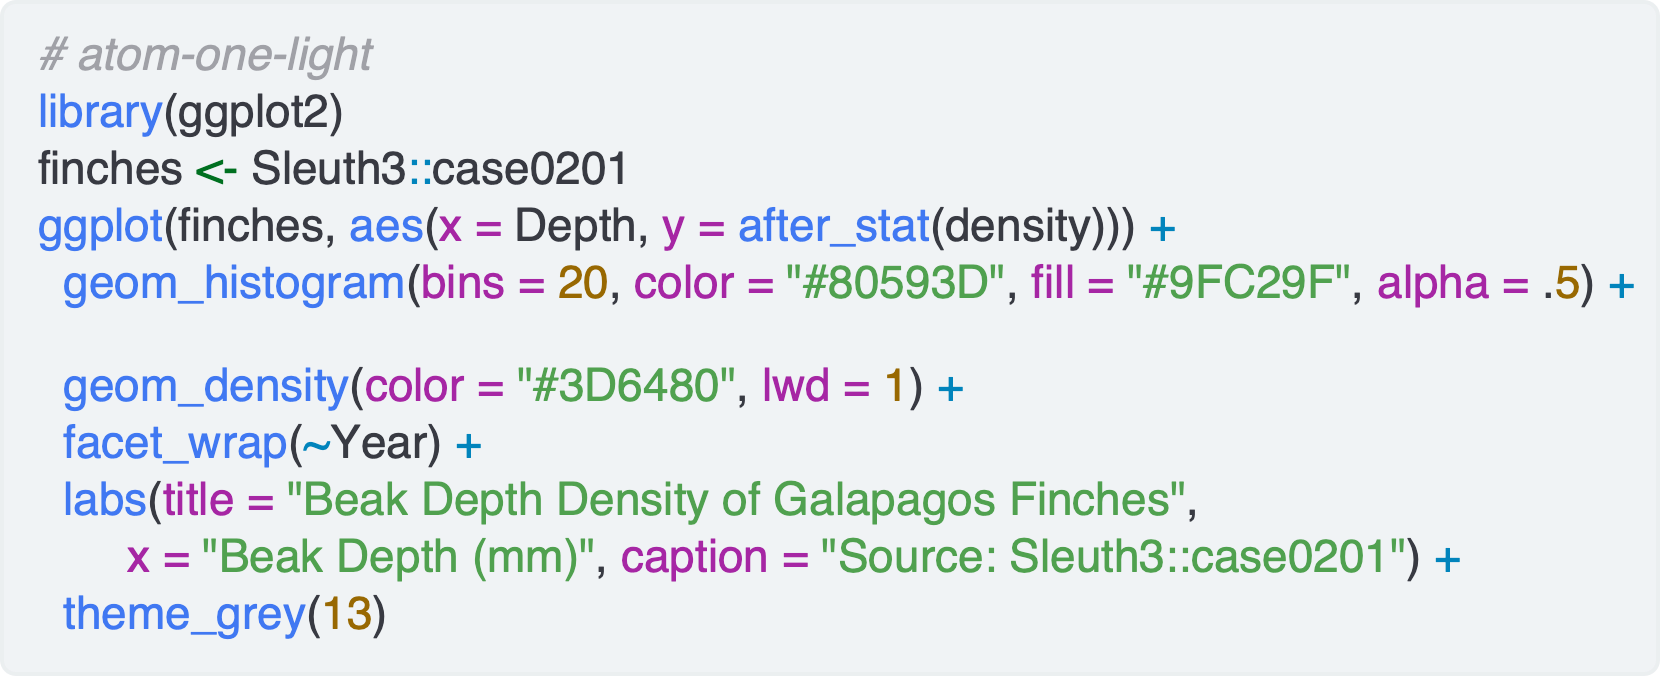 # atom-one-light
library(ggplot2)
finches <- Sleuth3::case0201
ggplot(finches, aes(x = Depth, y = after_stat(density))) +
  geom_histogram(bins = 20, color = "#80593D", fill = "#9FC29F", alpha = .5) +
  geom_density(color = "#3D6480", lwd = 1) +
  facet_wrap(~Year) +
  labs(title = "Beak Depth Density of Galapagos Finches",
       x = "Beak Depth (mm)", caption = "Source: Sleuth3::case0201") +
  theme_grey(13)